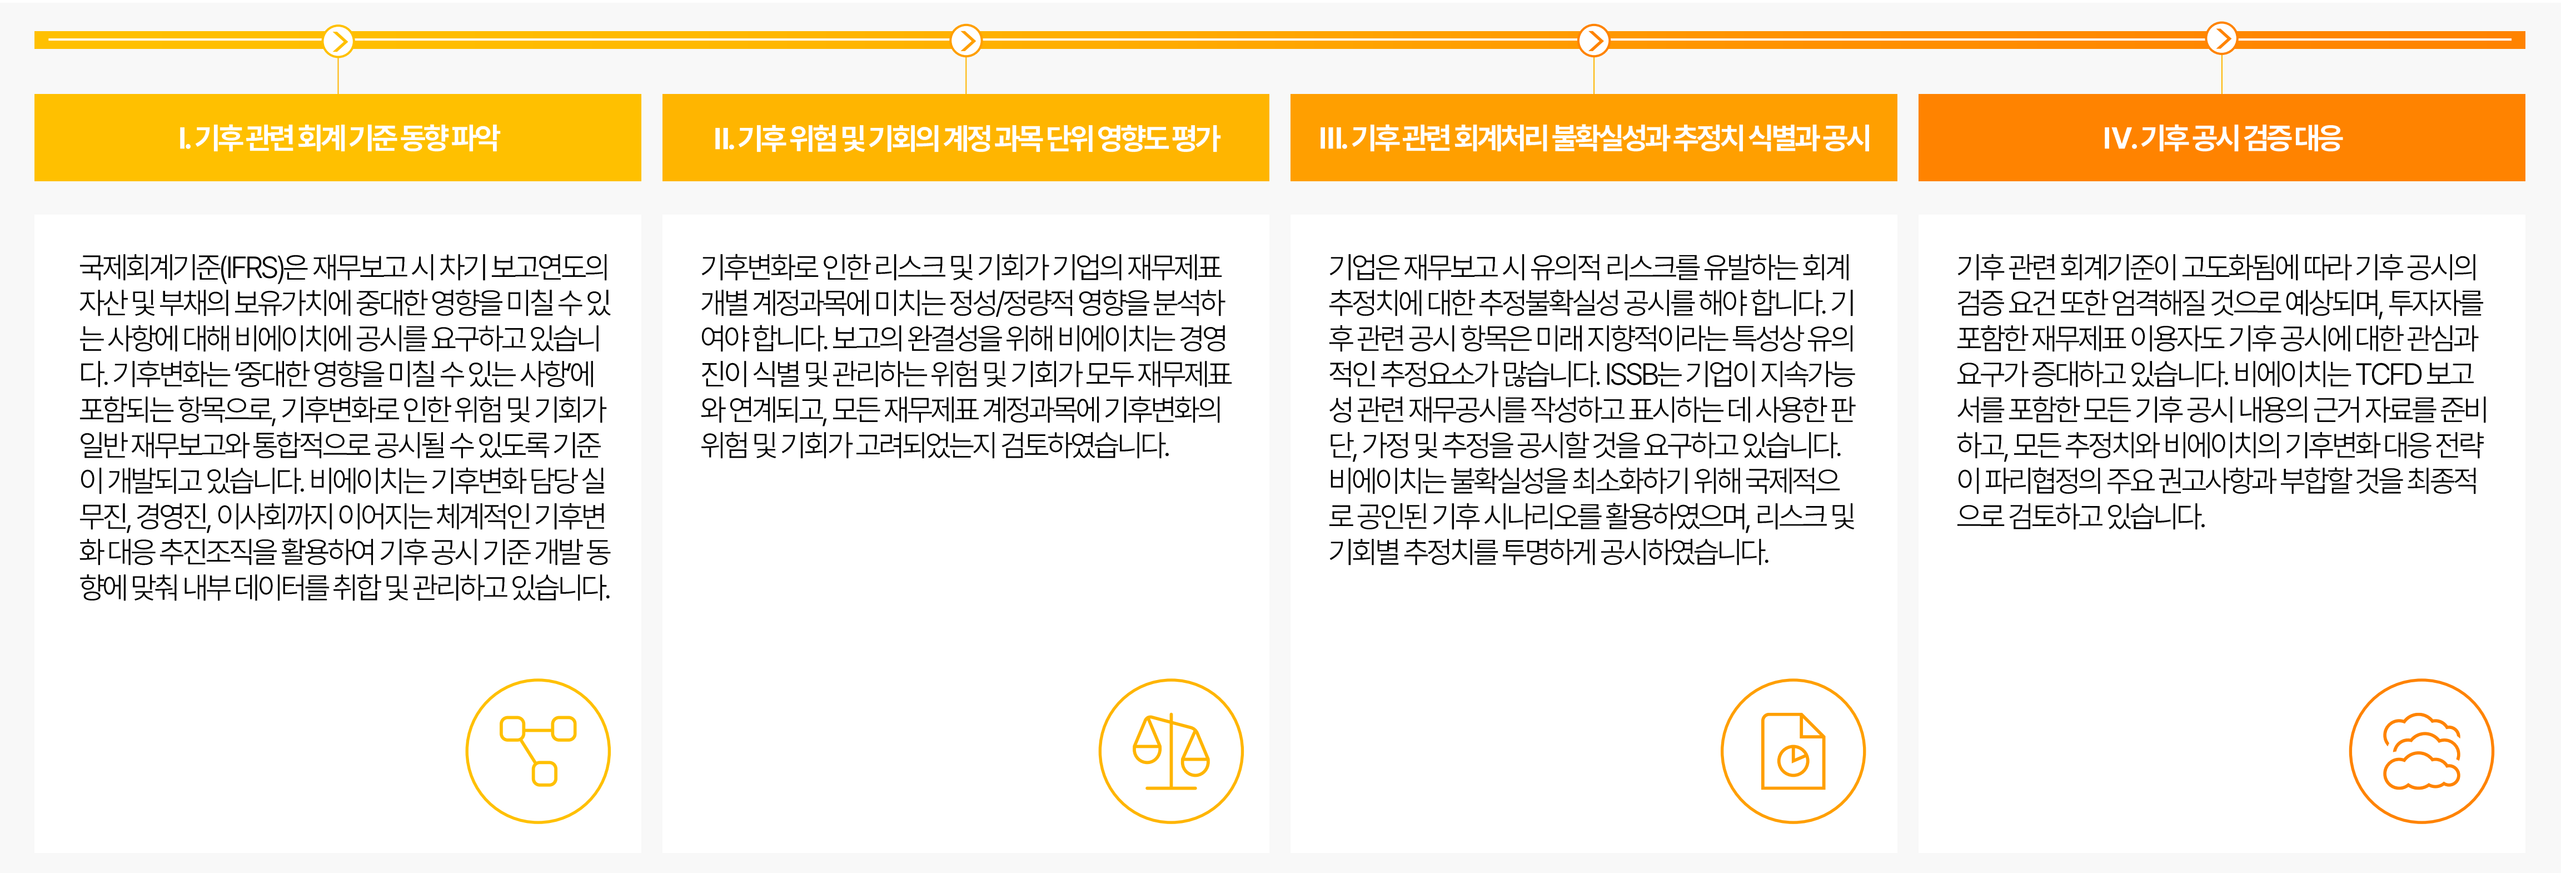 I. 기후 관련 회계 기준 동향 파악
국제회계기준(IFRS)은 재무보고 시 차기 보고연도의
자산 및 부채의 보유가치에 중대한 영향을 미칠 수 있
는 사항에 대해 비에이치에 공시를 요구하고 있습니
다. 기후변화는 ‘중대한 영향을 미칠 수 있는 사항’에
포함되는 항목으로, 기후변화로 인한 위험 및 기회가
일반 재무보고와 통합적으로 공시될 수 있도록 기준
이 개발되고 있습니다. 비에이치는 기후변화 담당 실
무진, 경영진, 이사회까지 이어지는 체계적인 기후변
화 대응 추진조직을 활용하여 기후 공시 기준 개발 동
향에 맞춰 내부 데이터를 취합 및 관리하고 있습니다.
II. 기후 위험 및 기회의 계정 과목 단위 영향도 평가
기후변화로 인한 리스크 및 기회가 기업의 재무제표
개별 계정과목에 미치는 정성/정량적 영향을 분석하
여야 합니다. 보고의 완결성을 위해 비에이치는 경영
진이 식별 및 관리하는 위험 및 기회가 모두 재무제표
와 연계되고, 모든 재무제표 계정과목에 기후변화의
위험 및 기회가 고려되었는지 검토하였습니다.
III. 기후 관련 회계처리 불확실성과 추정치 식별과 공시
기업은 재무보고 시 유의적 리스크를 유발하는 회계
추정치에 대한 추정불확실성 공시를 해야 합니다. 기
후 관련 공시 항목은 미래 지향적이라는 특성상 유의
적인 추정요소가 많습니다. ISSB는 기업이 지속가능
성 관련 재무공시를 작성하고 표시하는 데 사용한 판
단, 가정 및 추정을 공시할 것을 요구하고 있습니다.
비에이치는 불확실성을 최소화하기 위해 국제적으
로 공인된 기후 시나리오를 활용하였으며, 리스크 및
기회별 추정치를 투명하게 공시하였습니다.
IV. 기후 공시 검증 대응
기후 관련 회계기준이 고도화됨에 따라 기후 공시의
검증 요건 또한 엄격해질 것으로 예상되며, 투자자를
포함한 재무제표 이용자도 기후 공시에 대한 관심과
요구가 증대하고 있습니다. 비에이치는 TCFD 보고
서를 포함한 모든 기후 공시 내용의 근거 자료를 준비
하고, 모든 추정치와 비에이치의 기후변화 대응 전략
이 파리협정의 주요 권고사항과 부합할 것을 최종적
으로 검토하고 있습니다.